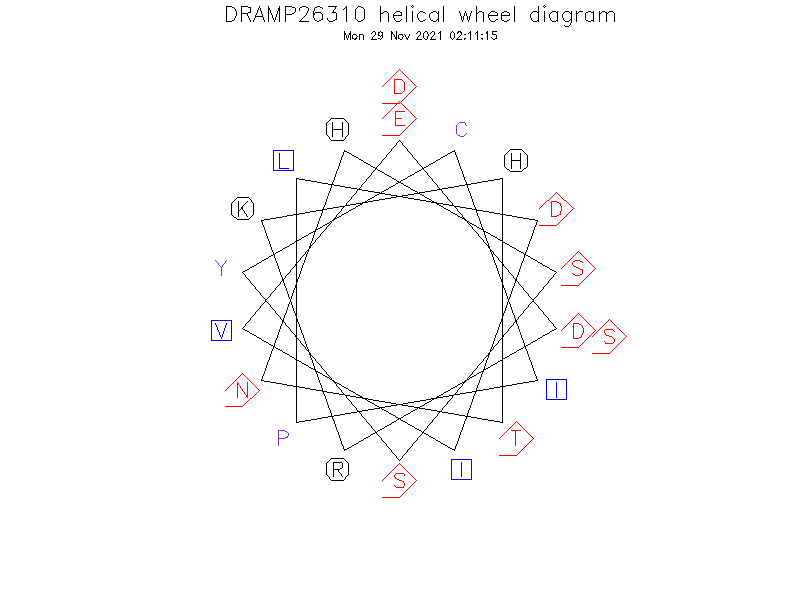 DRAMP26310 helical wheel diagram
Mon 29 Nov 2021 02:11:15
D
E
H
C
L
H
K
D
Y
S
V
D
S
N
I
P
T
R
S
I